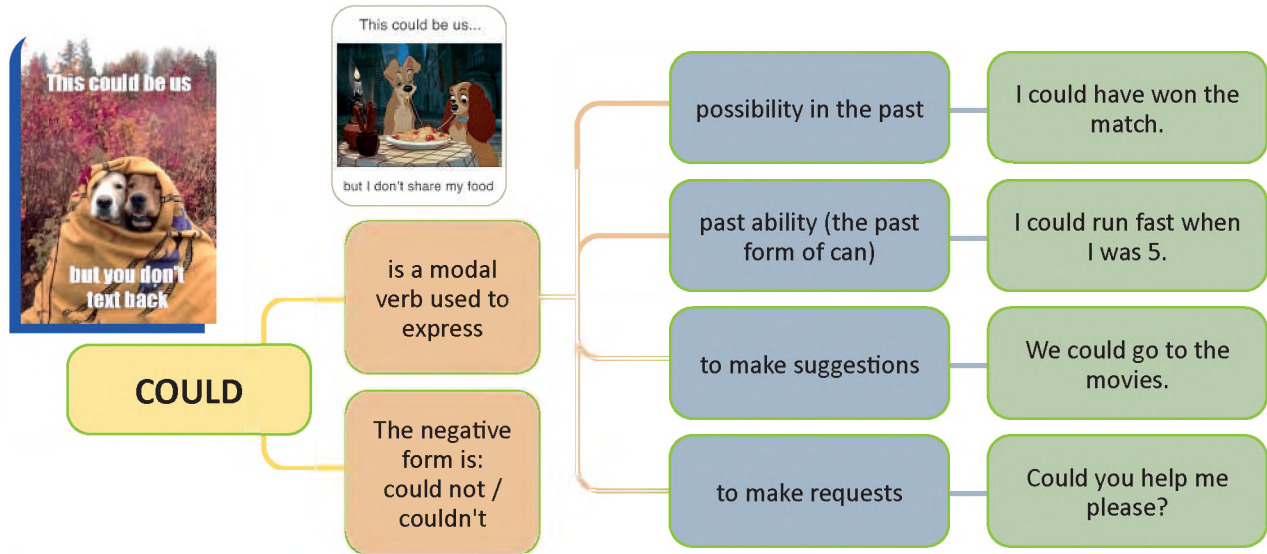 This could be us
but you don't
text back
This could be us...
but I don't share my food
COULD
is a modal
verb used to
express
The negative
form is:
could not /
couldn't
possibility in the past
I could have won the
match.
past ability (the past
form of can)
I could run fast when
I was 5.
to make suggestions
We could go to the
movies.
to make requests
Could you help me
please?